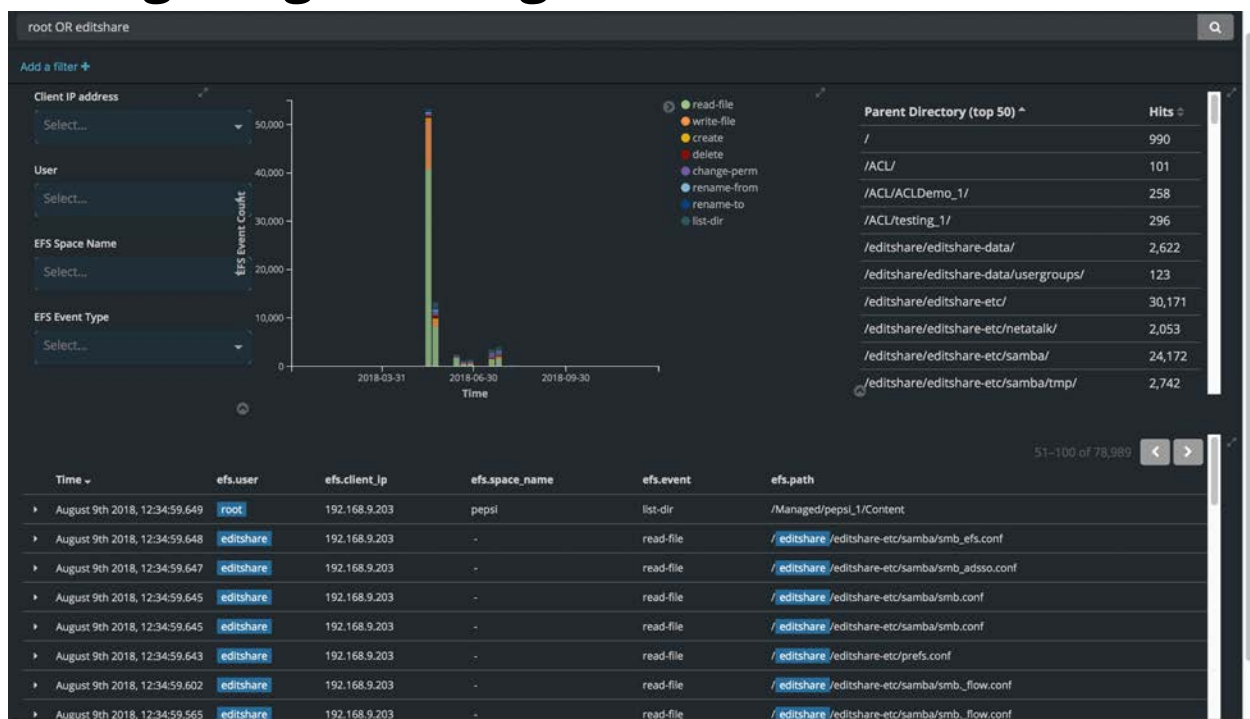 root OR editshare
Add a filter +
Client IP address
Select...
User
Select...
EFS Space Name
Select...
EFS Event Type
Select...
EFS Event Count
50,000
40,000
30,000
20,000
10,000
0
2018-03-31 2018-06-30 2018-09-30
Time
read-file
write-file
create
delete
change-perm
rename-from
rename-to
list-dir
Parent Directory (top 50) Hits
/ 990
/ACL/ 101
/ACL/ACLDemo_1/ 258
/ACL/testing_1/ 296
/editshare/editshare-data/ 2,622
/editshare/editshare-data/usergroups/ 123
/editshare/editshare-etc/ 30,171
/editshare/editshare-etc/netatalk/ 2,053
/editshare/editshare-etc/samba/ 24,172
/editshare/editshare-etc/samba/tmp/ 2,742
51–100 of 78,989
Time efs.user efs.client_ip efs.space_name efs.event efs.path
August 9th 2018, 12:34:59.649 root 192.168.9.203 pepsi list-dir /Managed/pepsi_1/Content
August 9th 2018, 12:34:59.648 editshare 192.168.9.203 - read-file /editshare/editshare-etc/samba/smb_efs.conf
August 9th 2018, 12:34:59.647 editshare 192.168.9.203 - read-file /editshare/editshare-etc/samba/smb_adsso.conf
August 9th 2018, 12:34:59.645 editshare 192.168.9.203 - read-file /editshare/editshare-etc/samba/smb.conf
August 9th 2018, 12:34:59.645 editshare 192.168.9.203 - read-file /editshare/editshare-etc/samba/smb.conf
August 9th 2018, 12:34:59.643 editshare 192.168.9.203 - read-file /editshare/editshare-etc/prefs.conf
August 9th 2018, 12:34:59.602 editshare 192.168.9.203 - read-file /editshare/editshare-etc/samba/smb._flow.conf
August 9th 2018, 12:34:59.565 editshare 192.168.9.203 - read-file /editshare/editshare-etc/samba/smb._flow.conf